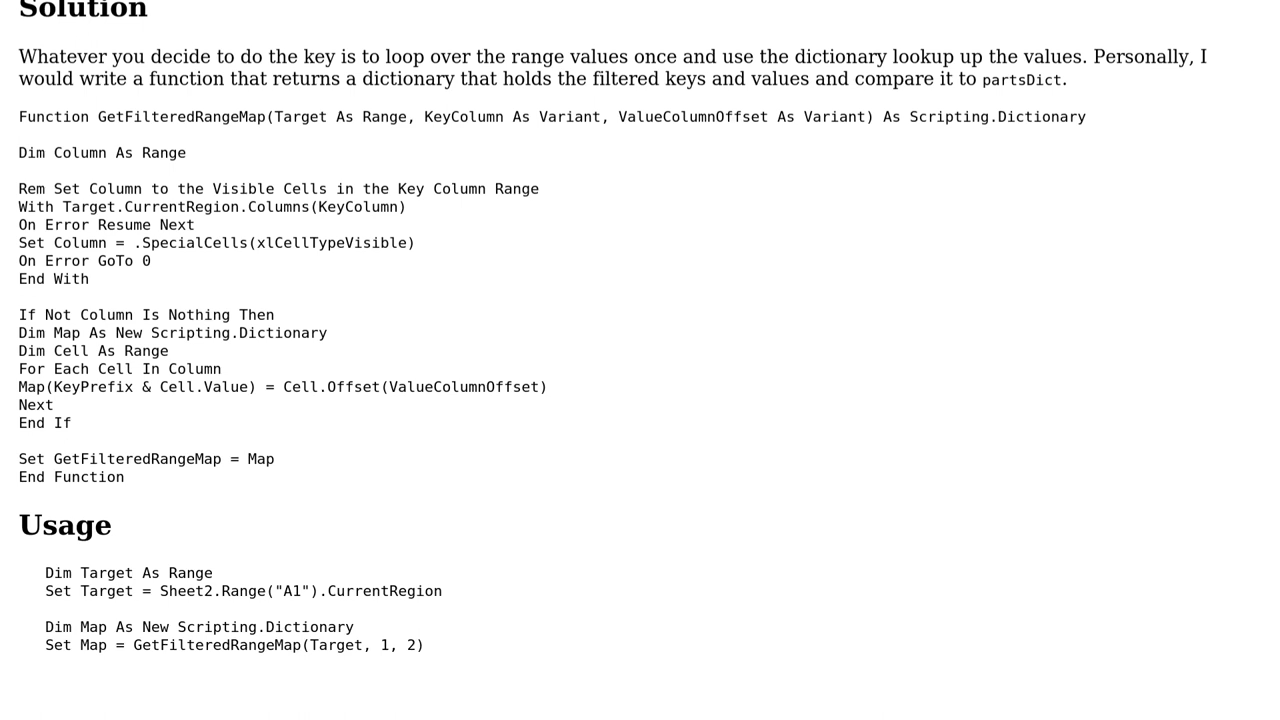 Solution
Whatever you decide to do the key is to loop over the range values once and use the dictionary lookup up the values. Personally, I
would write a function that returns a dictionary that holds the filtered keys and values and compare it to partsDict.
Function GetFilteredRangeMap(Target As Range, KeyColumn As Variant, ValueColumnOffset As Variant) As Scripting.Dictionary
Dim Column As Range
Rem Set Column to the Visible Cells in the Key Column Range
With Target.CurrentRegion.Columns(KeyColumn)
On Error Resume Next
Set Column = .SpecialCells(xlCellTypeVisible)
On Error GoTo 0
End With
If Not Column Is Nothing Then
Dim Map As New Scripting.Dictionary
Dim Cell As Range
For Each Cell In Column
Map(KeyPrefix & Cell.Value) = Cell.Offset(ValueColumnOffset)
Next
End If
Set GetFilteredRangeMap = Map
End Function
Usage
Dim Target As Range
Set Target = Sheet2.Range("A1").CurrentRegion
Dim Map As New Scripting.Dictionary
Set Map = GetFilteredRangeMap(Target, 1, 2)